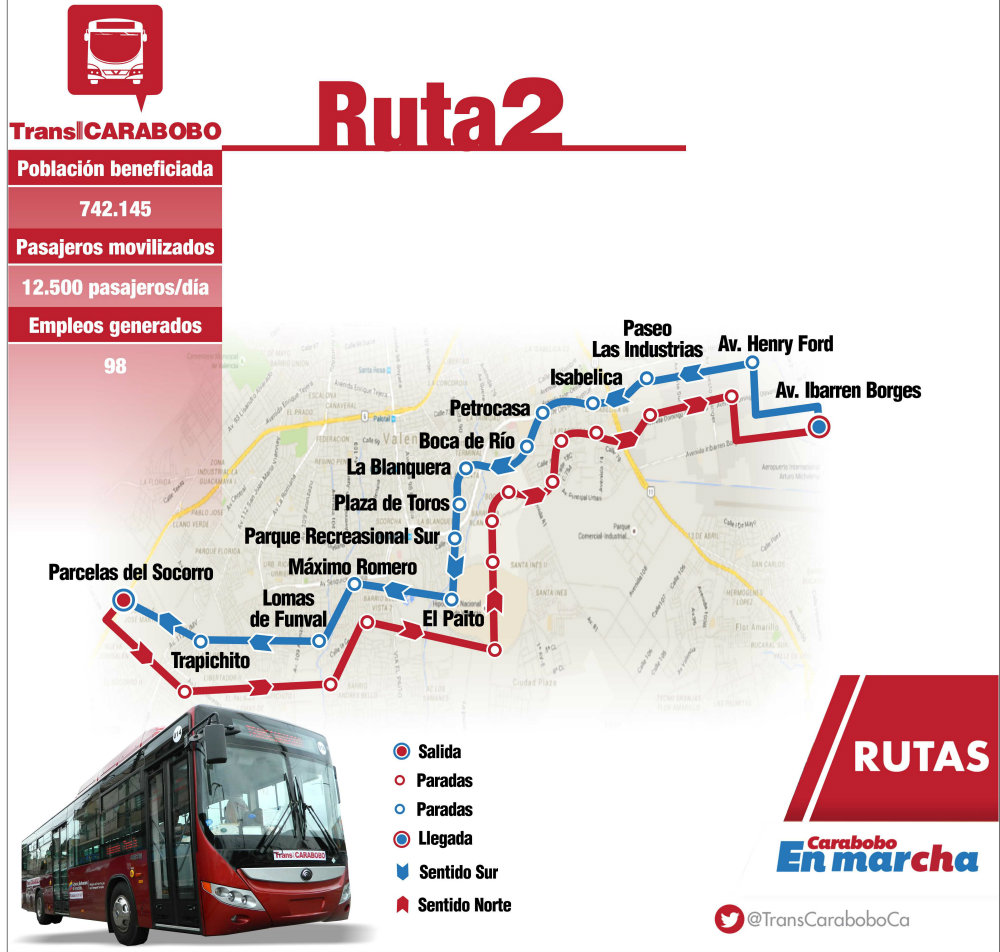 TransCARABOBO
Ruta2
Población beneficiada
742.145
Pasajeros movilizados
12.500 pasajeros/día
Empleos generados
98
Paseo
Las Industrias
Av. Henry Ford
Isabelica
Av. Ibarren Borges
Petrocasa
Boca de Río
La Blanquera
Plaza de Toros
Parque Recreasional Sur
Máximo Romero
Parcelas del Socorro
Lomas
de Funval
El Paito
Trapichito
Salida
Paradas
Paradas
Llegada
Sentido Sur
Sentido Norte
TransCARABOBO
RUTAS
Carabobo
En marcha
@TransCaraboboCa